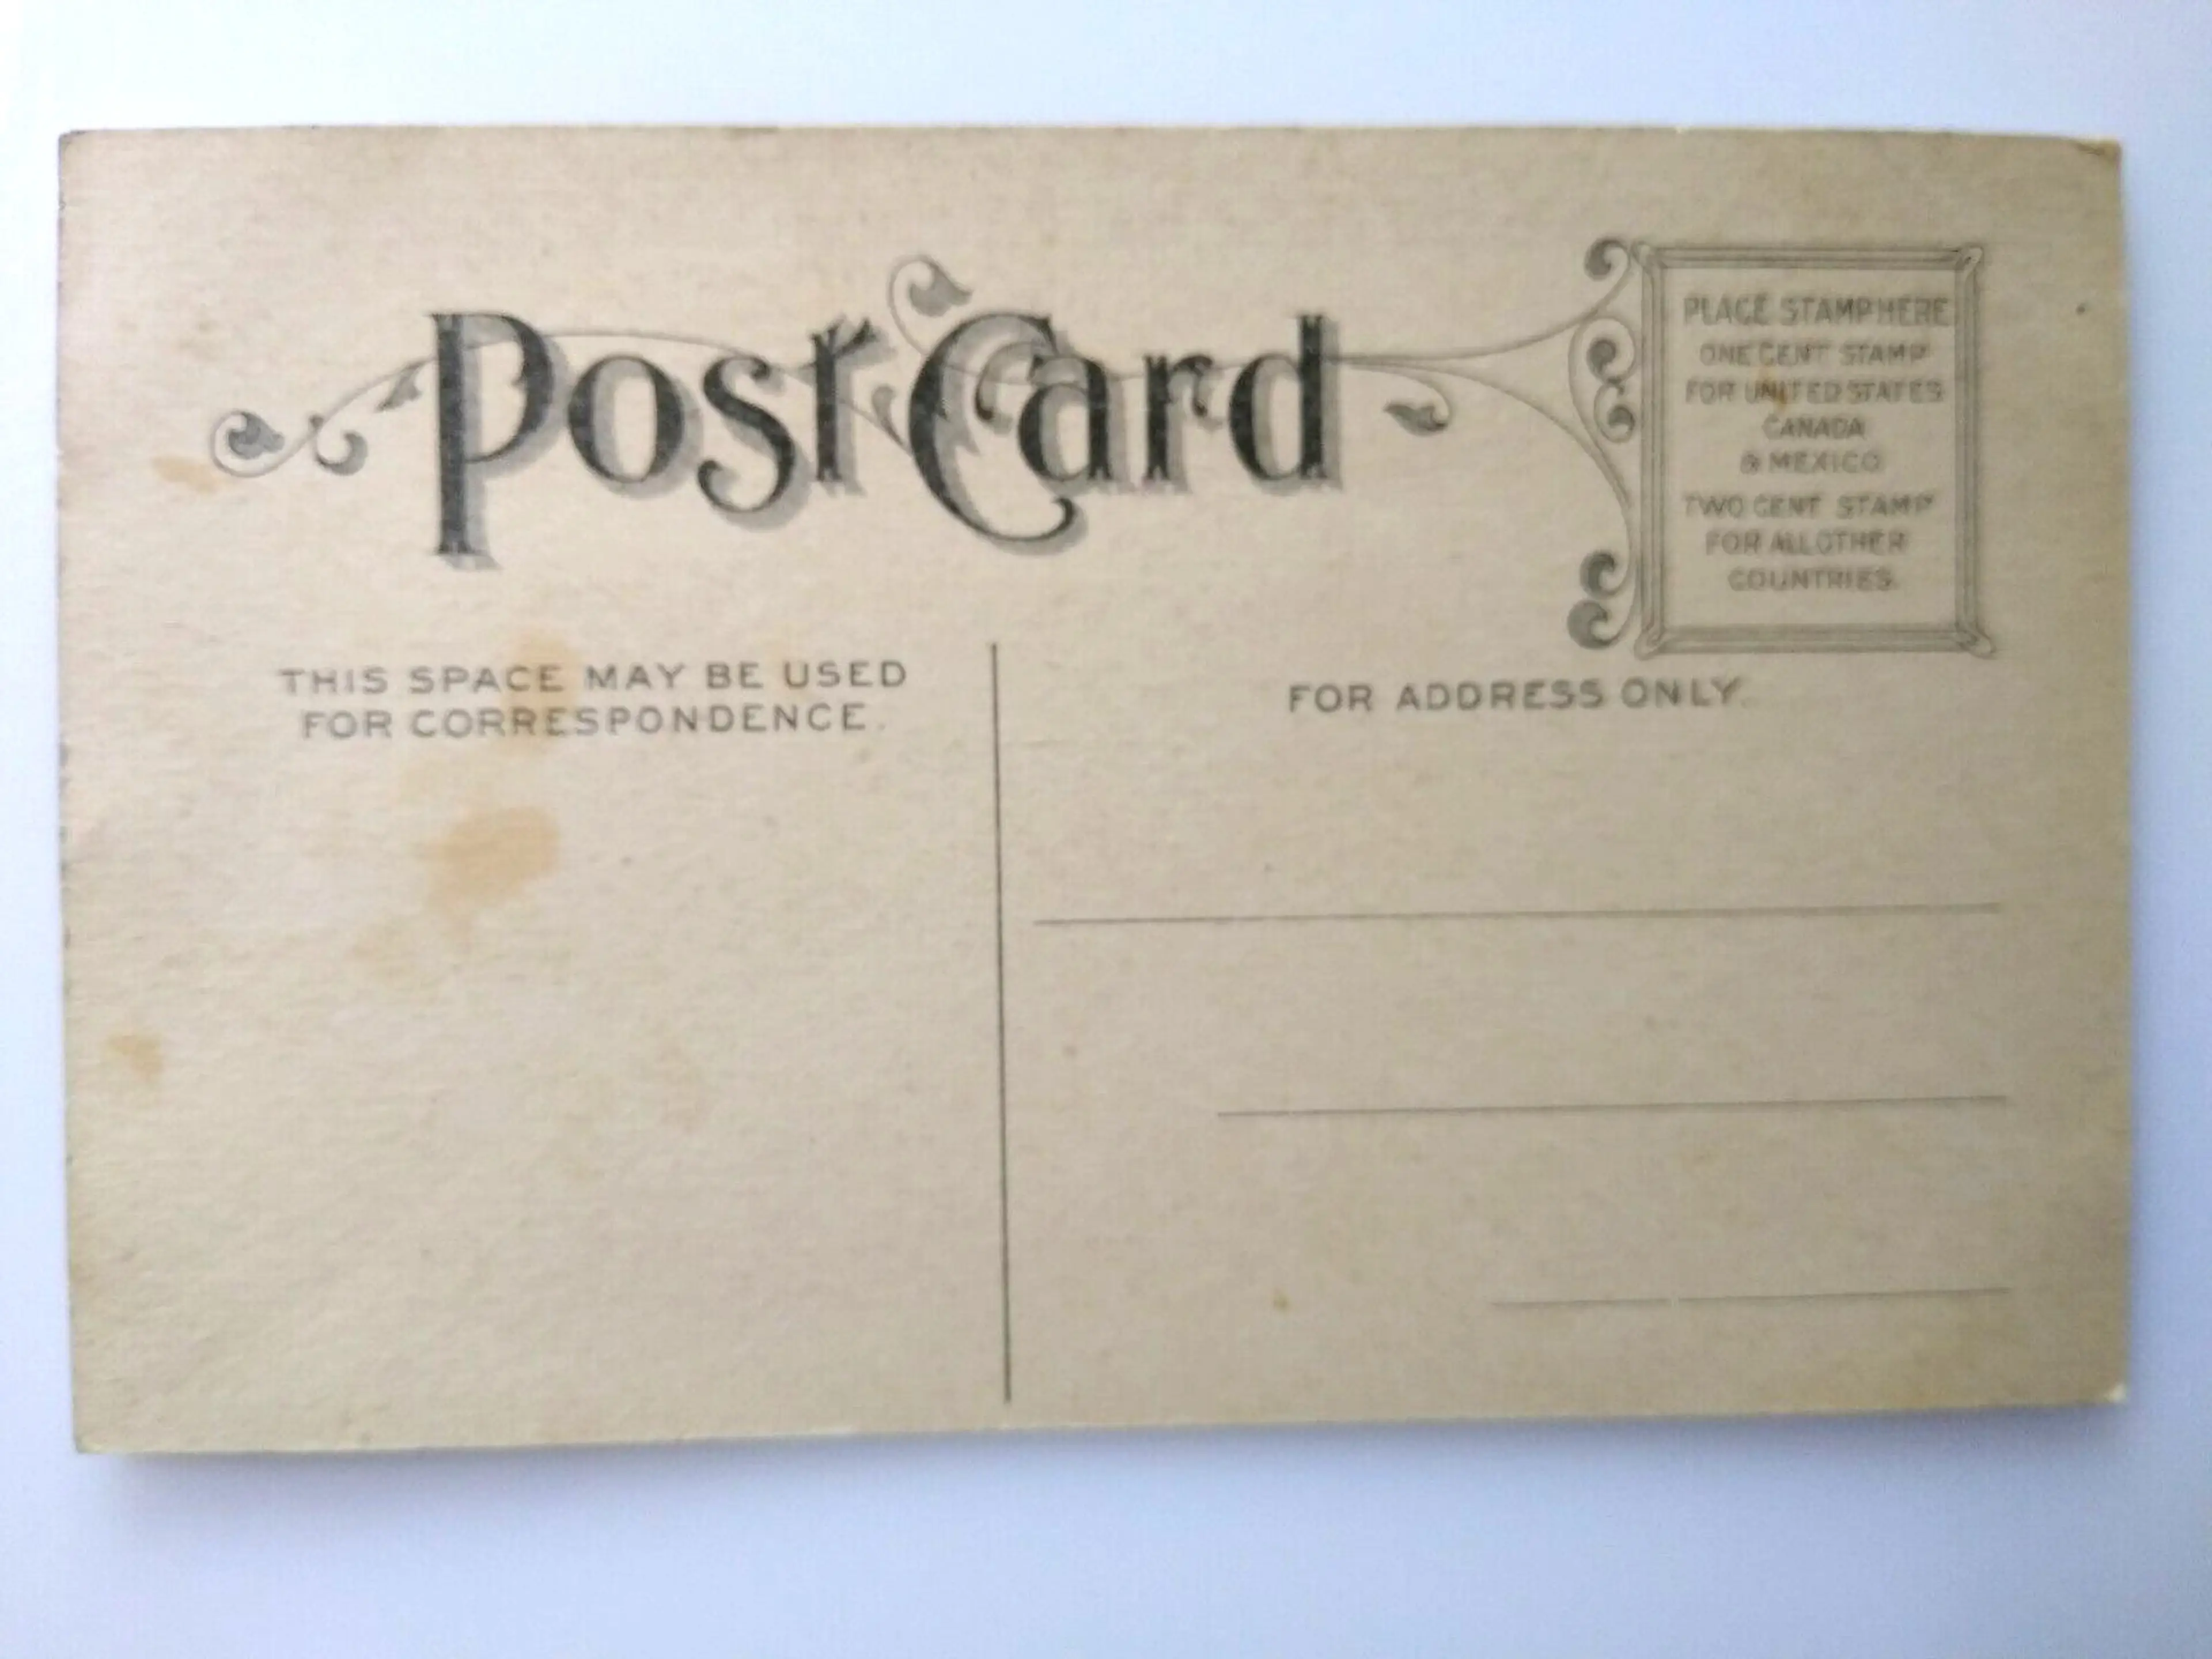 Post Card
PLACE STAMP HERE
ONE CENT STAMP
FOR UNITED STATES
CANADA
& MEXICO
TWO CENT STAMP
FOR ALL OTHER
COUNTRIES.
THIS SPACE MAY BE USED
FOR CORRESPONDENCE.
FOR ADDRESS ONLY.